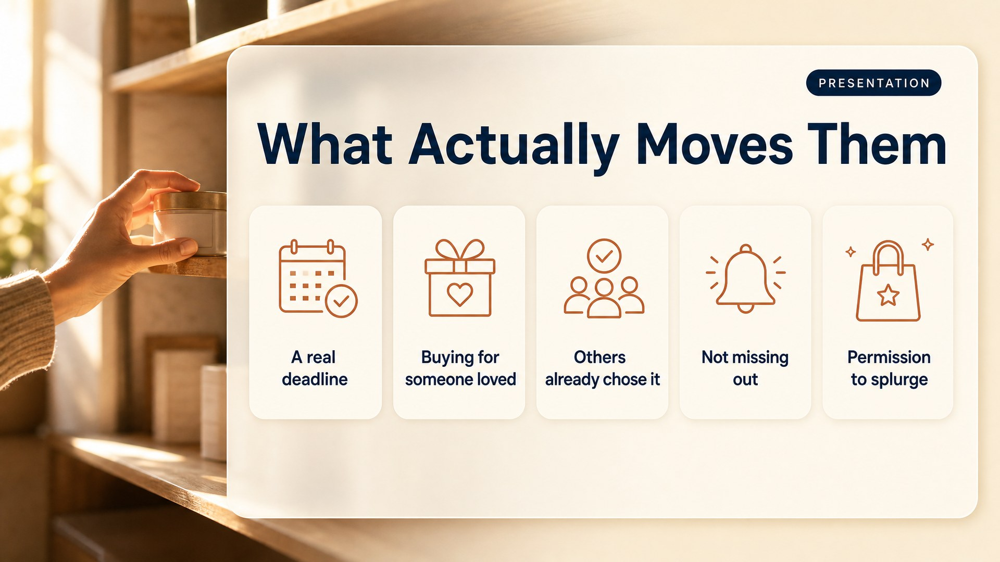 PRESENTATION
What Actually Moves Them
A real
deadline
Buying for
someone loved
Others
already chose it
Not missing
out
Permission
to splurge